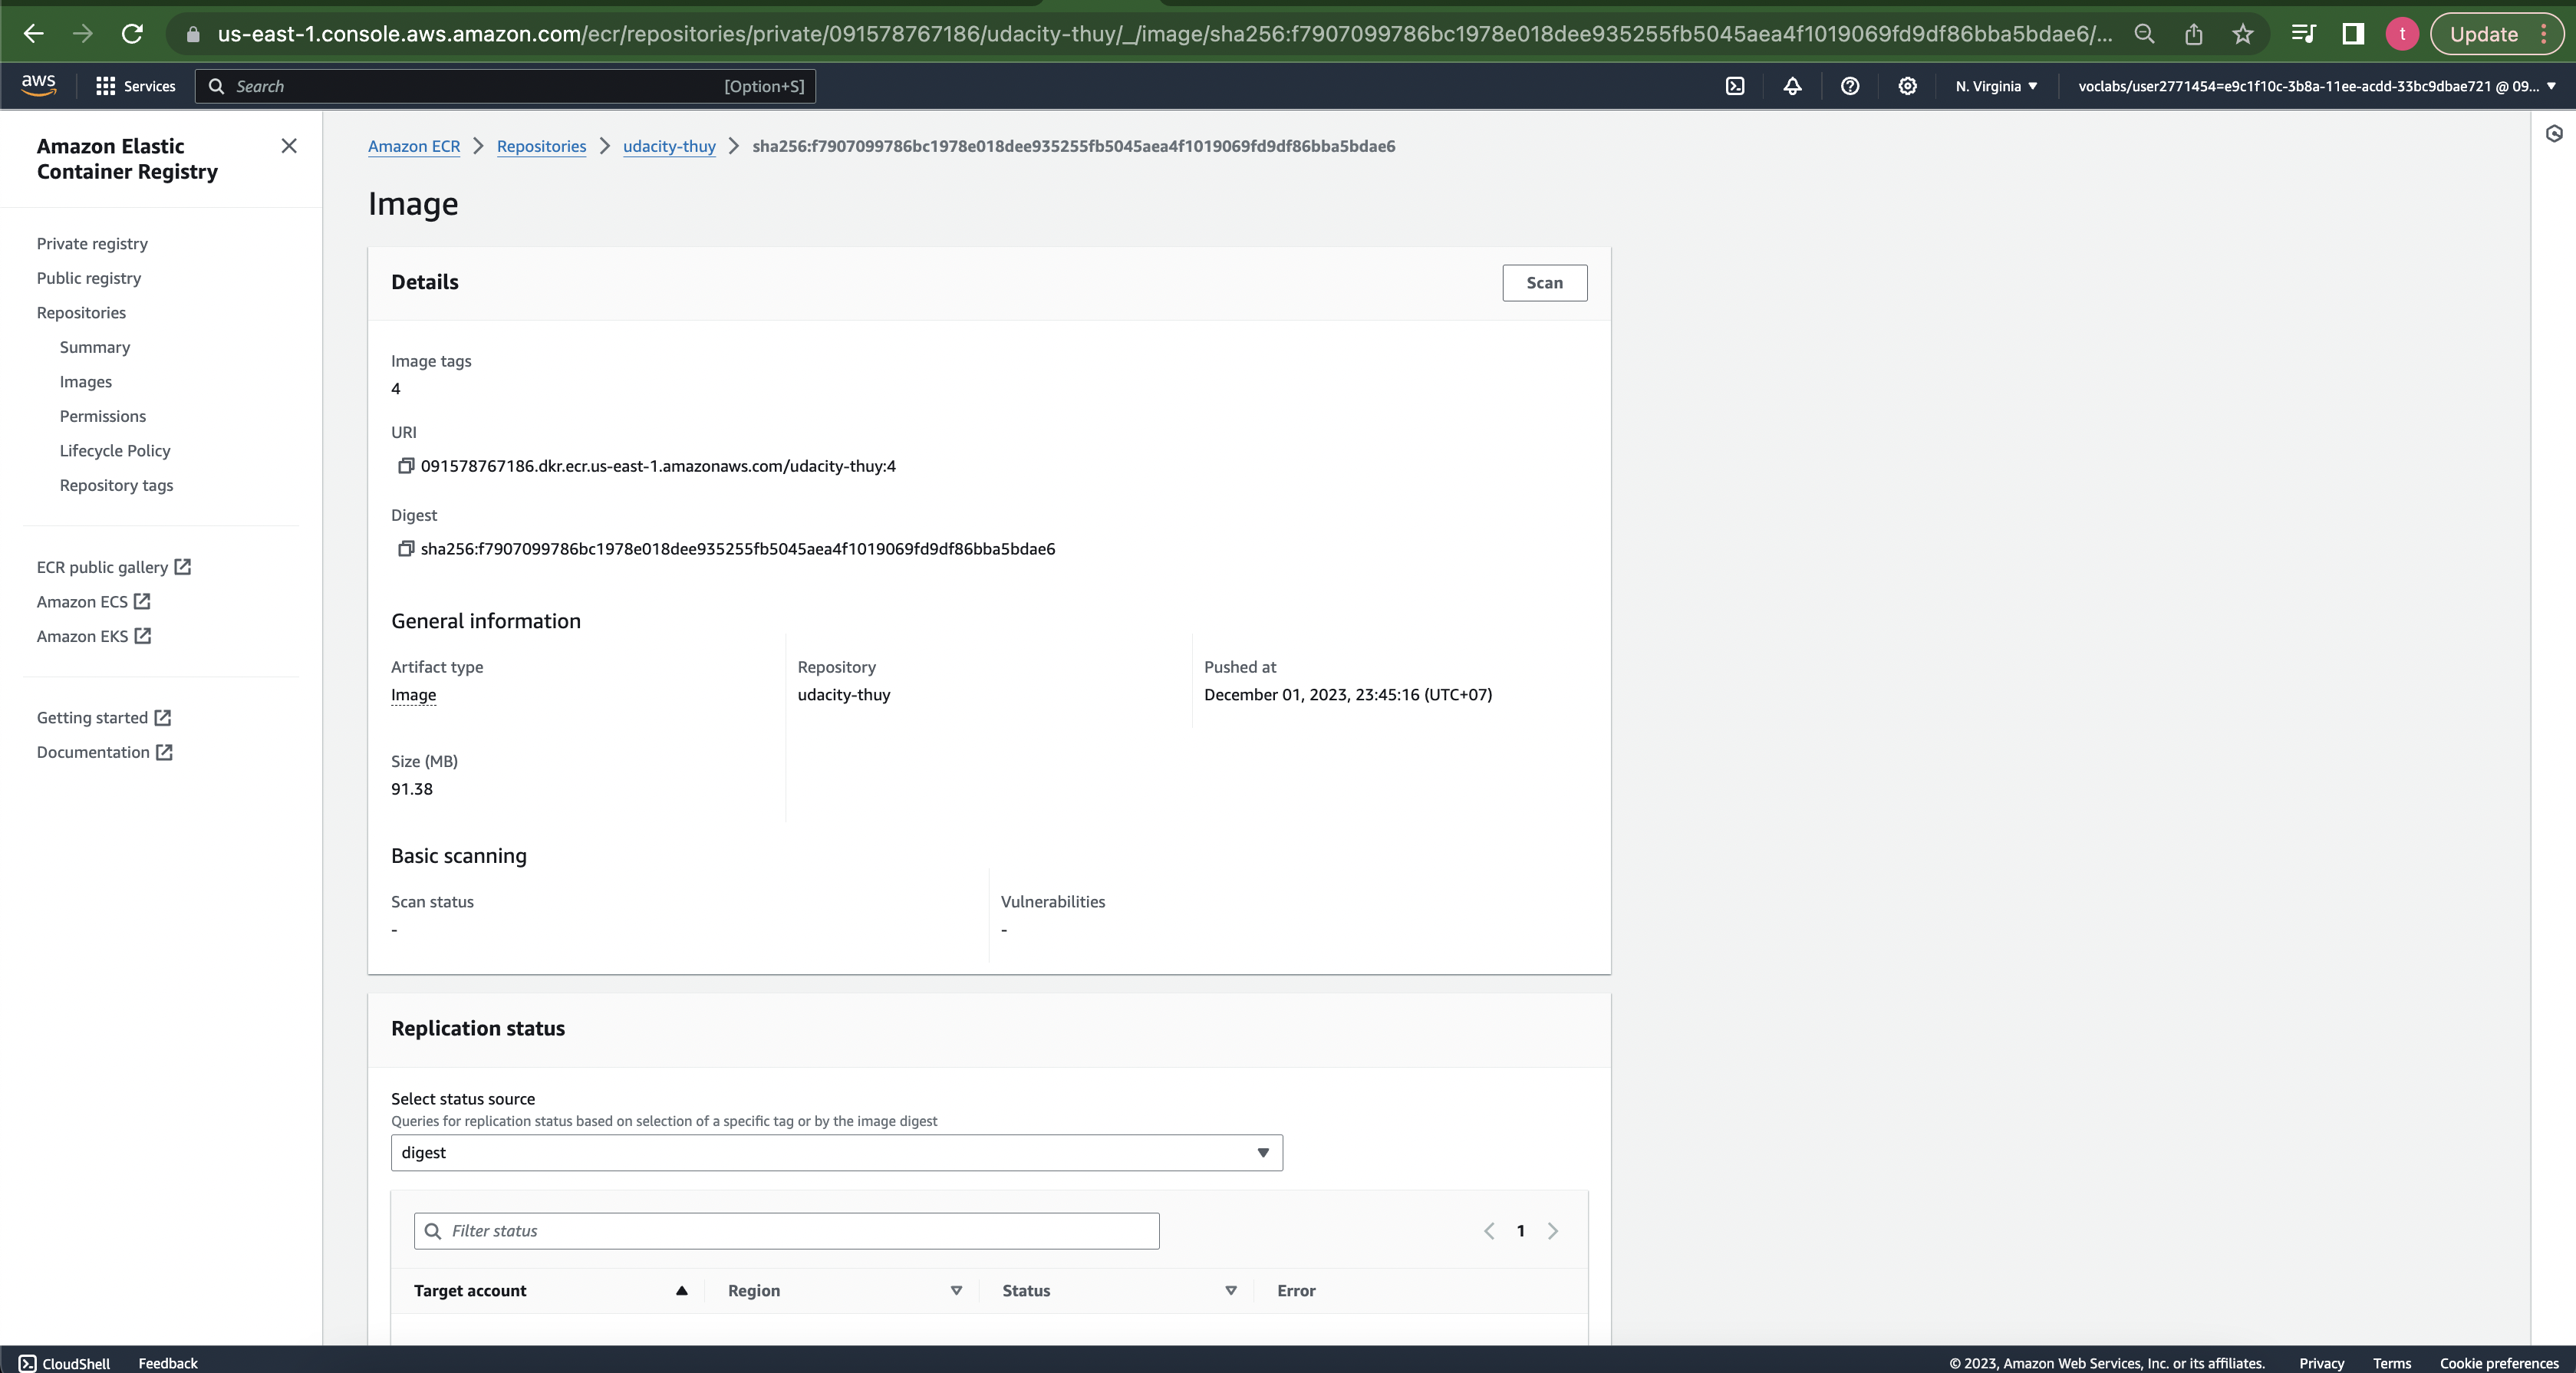 us-east-1.console.aws.amazon.com/ecr/repositories/private/091578767186/udacity-thuy/_/image/sha256:f7907099786bc1978e018dee935255fb5045aea4f1019069fd9df86bba5bdae6/...
t
Update
aws
Services
Search
[Option+S]
N. Virginia
voclabs/user2771454=e9c1f10c-3b8a-11ee-acdd-33bc9dbae721 @ 09...
Amazon Elastic
Container Registry
Private registry
Public registry
Repositories
Summary
Images
Permissions
Lifecycle Policy
Repository tags
ECR public gallery
Amazon ECS
Amazon EKS
Getting started
Documentation
Amazon ECR > Repositories > udacity-thuy > sha256:f7907099786bc1978e018dee935255fb5045aea4f1019069fd9df86bba5bdae6
Image
Details
Scan
Image tags
4
URI
091578767186.dkr.ecr.us-east-1.amazonaws.com/udacity-thuy:4
Digest
sha256:f7907099786bc1978e018dee935255fb5045aea4f1019069fd9df86bba5bdae6
General information
Artifact type
Image
Repository
udacity-thuy
Pushed at
December 01, 2023, 23:45:16 (UTC+07)
Size (MB)
91.38
Basic scanning
Scan status
-
Vulnerabilities
-
Replication status
Select status source
Queries for replication status based on selection of a specific tag or by the image digest
digest
Filter status
1
Target account
Region
Status
Error
CloudShell
Feedback
© 2023, Amazon Web Services, Inc. or its affiliates.
Privacy
Terms
Cookie preferences